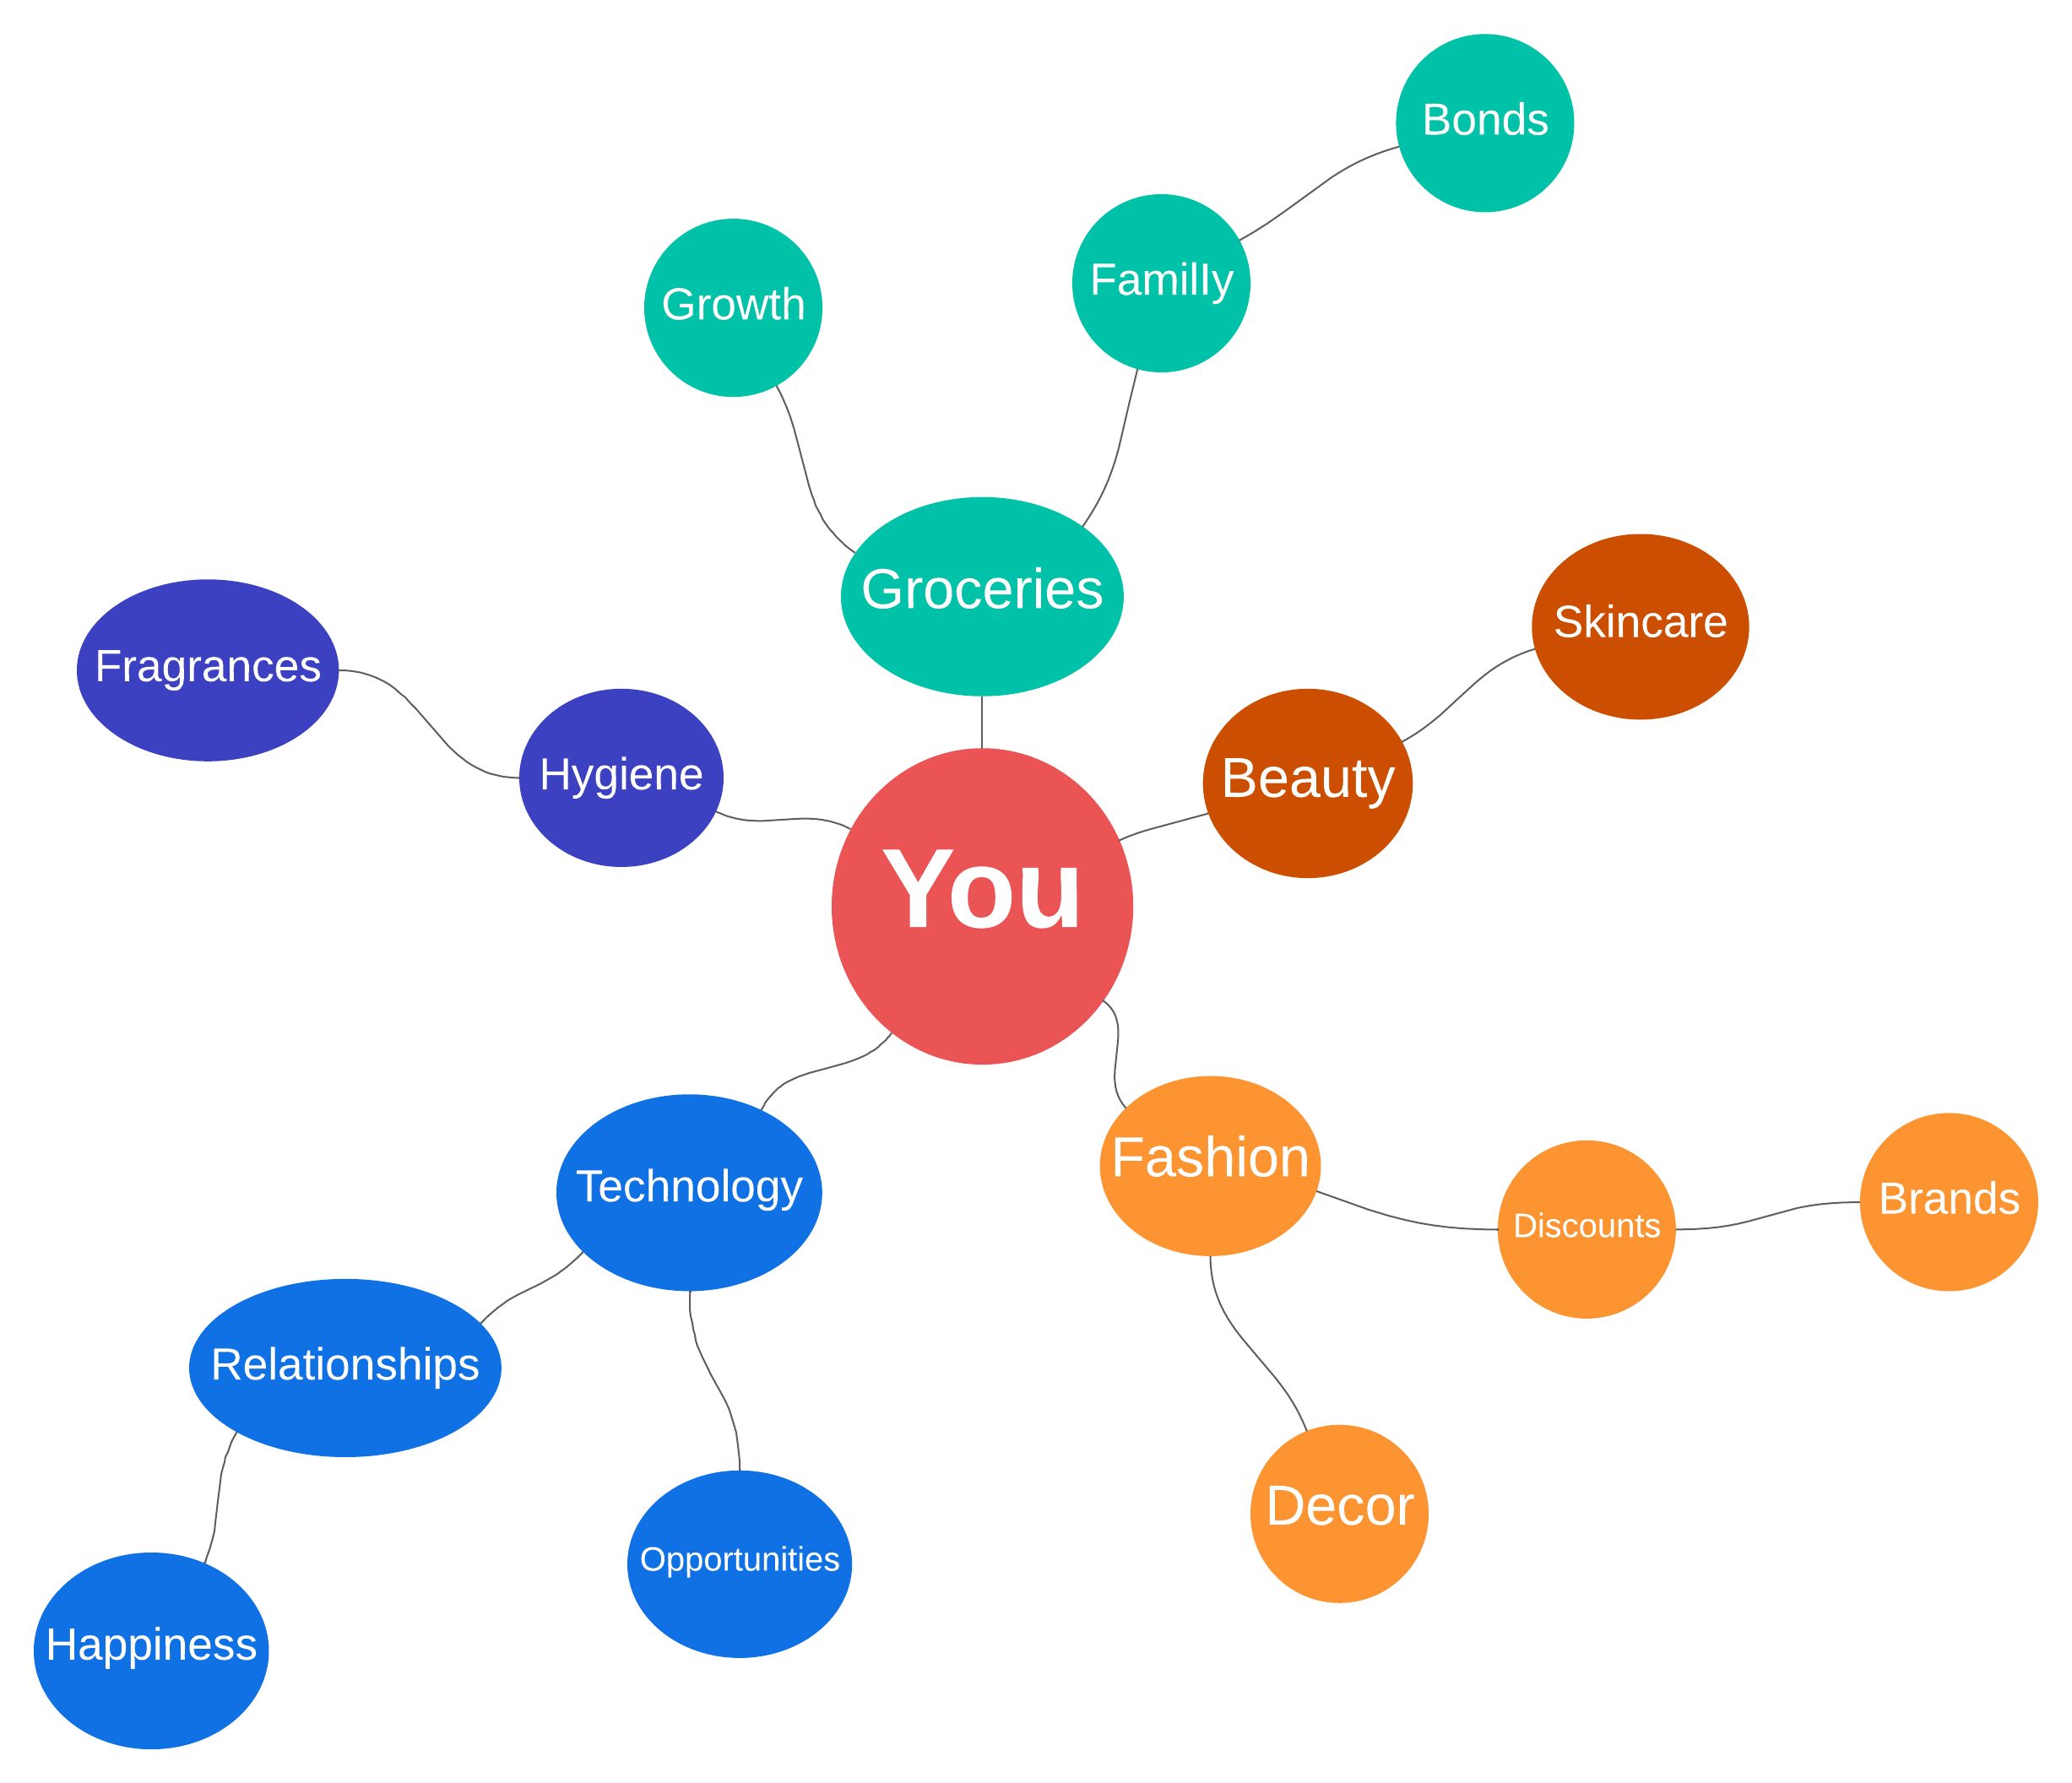 Bonds
Familly
Growth
Groceries
Skincare
Fragrances
Hygiene
Beauty
You
Fashion
Technology
Discounts
Brands
Relationships
Decor
Opportunities
Happiness